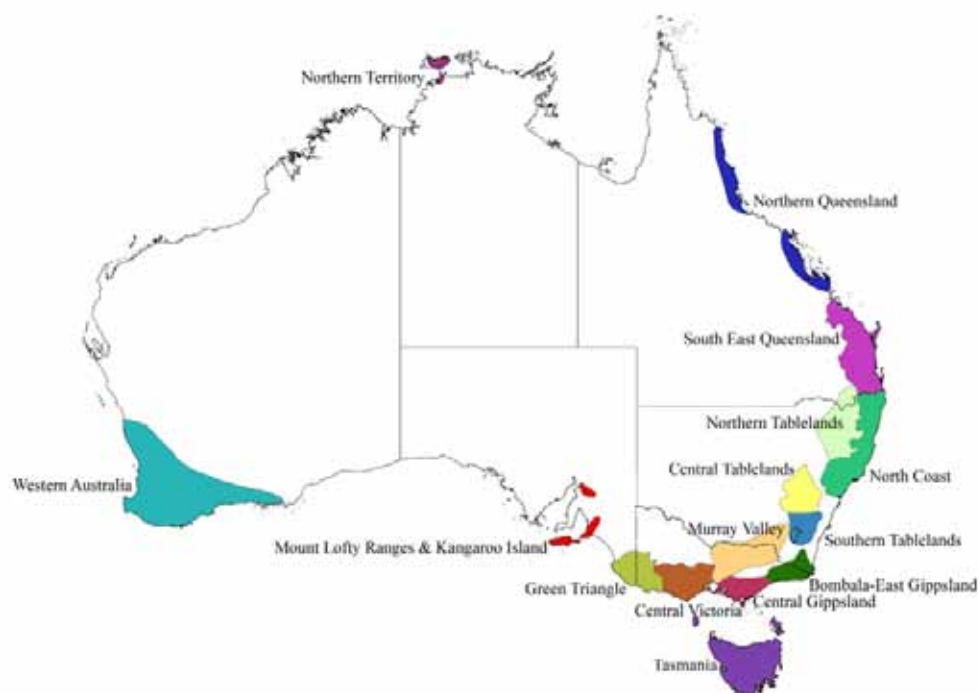 Northern Territory
Northern Queensland
South East Queensland
Northern Tablelands
Central Tablelands
North Coast
Western Australia
Murray Valley
Southern Tablelands
Mount Lofty Ranges & Kangaroo Island
Green Triangle
Bombala-East Gippsland
Central Victoria
Central Gippsland
Tasmania